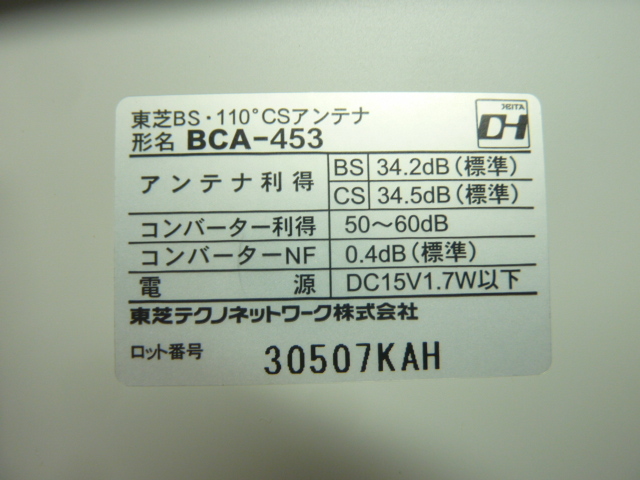 東芝BS・110°CSアンテナ
形名 BCA-453
JEITA
DH
アンテナ利得 BS 34.2dB(標準)
CS 34.5dB(標準)
コンバーター利得 50～60dB
コンバーターNF 0.4dB(標準)
電源 DC15V1.7W以下
東芝テクノネットワーク株式会社
ロット番号 30507KAH